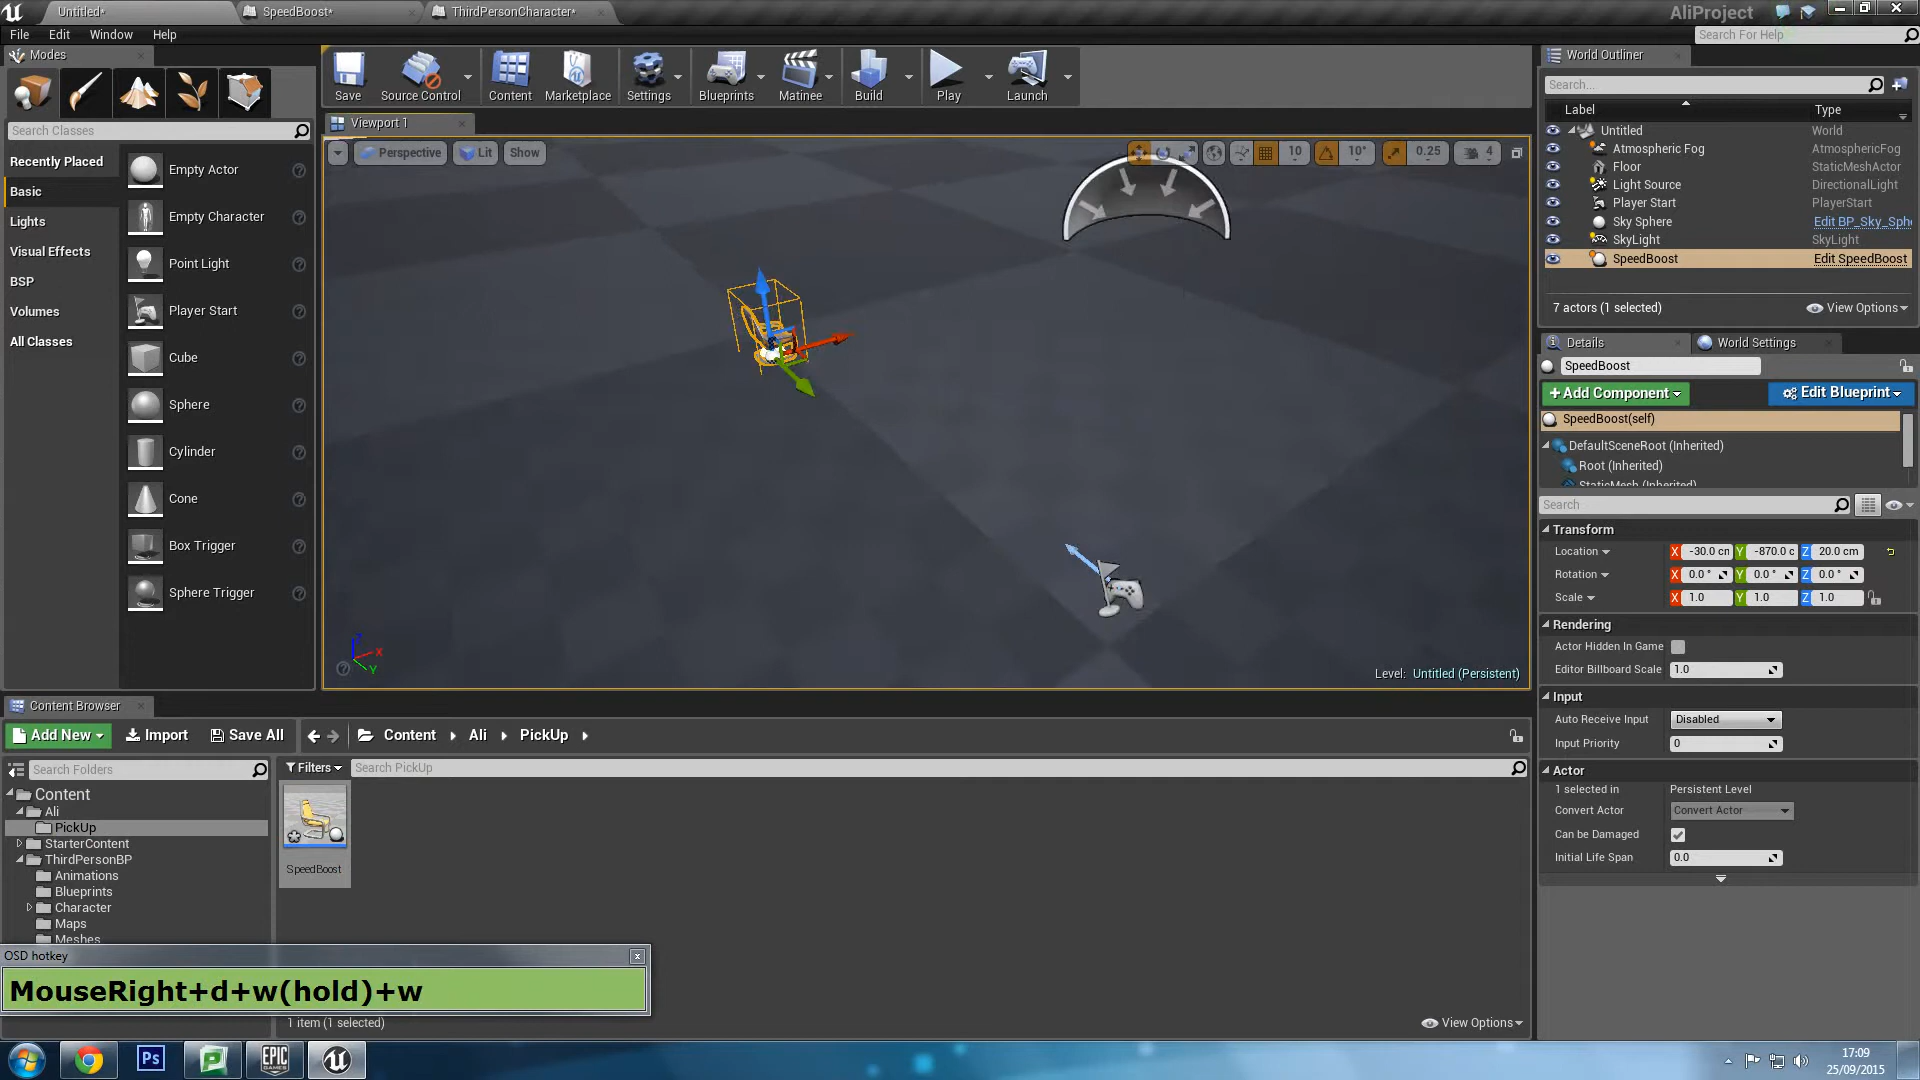 Untitled*
SpeedBoost*
ThirdPersonCharacter*
AliProject
File Edit Window Help
Search For Help
Modes
Save
Source Control
Content
Marketplace
Settings
Blueprints
Matinee
Build
Play
Launch
Search Classes
Recently Placed
Basic
Lights
Visual Effects
BSP
Volumes
All Classes
Empty Actor
Empty Character
Point Light
Player Start
Cube
Sphere
Cylinder
Cone
Box Trigger
Sphere Trigger
Viewport 1
Perspective Lit Show
10 10° 0.25 4
Z
X
Y
Level: Untitled (Persistent)
World Outliner
Search...
Label Type
Untitled World
Atmospheric Fog AtmosphericFog
Floor StaticMeshActor
Light Source DirectionalLight
Player Start PlayerStart
Sky Sphere Edit BP_Sky_Sphe
SkyLight SkyLight
SpeedBoost Edit SpeedBoost
7 actors (1 selected) View Options
Details World Settings
SpeedBoost
+Add Component Edit Blueprint
SpeedBoost(self)
DefaultSceneRoot (Inherited)
Root (Inherited)
StaticMesh (Inherited)
Search
Transform
Location X -30.0 cm Y -870.0 c Z 20.0 cm
Rotation X 0.0 ° Y 0.0 ° Z 0.0 °
Scale X 1.0 Y 1.0 Z 1.0
Rendering
Actor Hidden In Game
Editor Billboard Scale 1.0
Input
Auto Receive Input Disabled
Input Priority 0
Actor
1 selected in Persistent Level
Convert Actor Convert Actor
Can be Damaged
Initial Life Span 0.0
Content Browser
Add New Import Save All Content Ali PickUp
Search Folders
Filters Search PickUp
Content
Ali
PickUp
StarterContent
ThirdPersonBP
Animations
Blueprints
Character
Maps
Meshes
SpeedBoost
OSD hotkey
MouseRight+d+w(hold)+w
1 item (1 selected) View Options
Ps
EPIC GAMES
17:09
25/09/2015